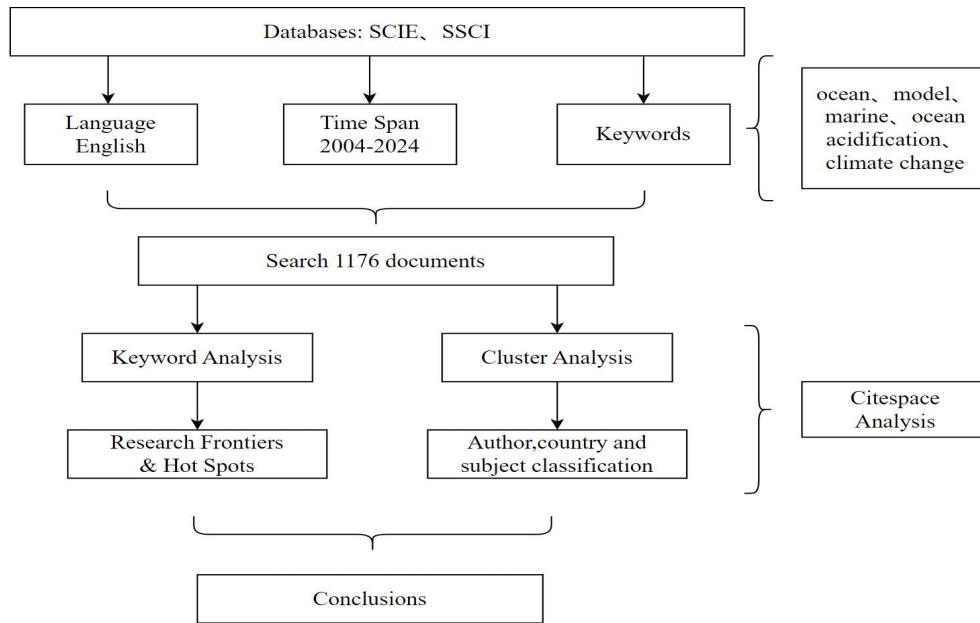 Databases: SCIE、SSCI
Language
English
Time Span
2004-2024
Keywords
ocean、model、
marine、ocean
acidification、
climate change
Search 1176 documents
Keyword Analysis
Cluster Analysis
Research Frontiers
& Hot Spots
Author,country and
subject classification
Citespace
Analysis
Conclusions